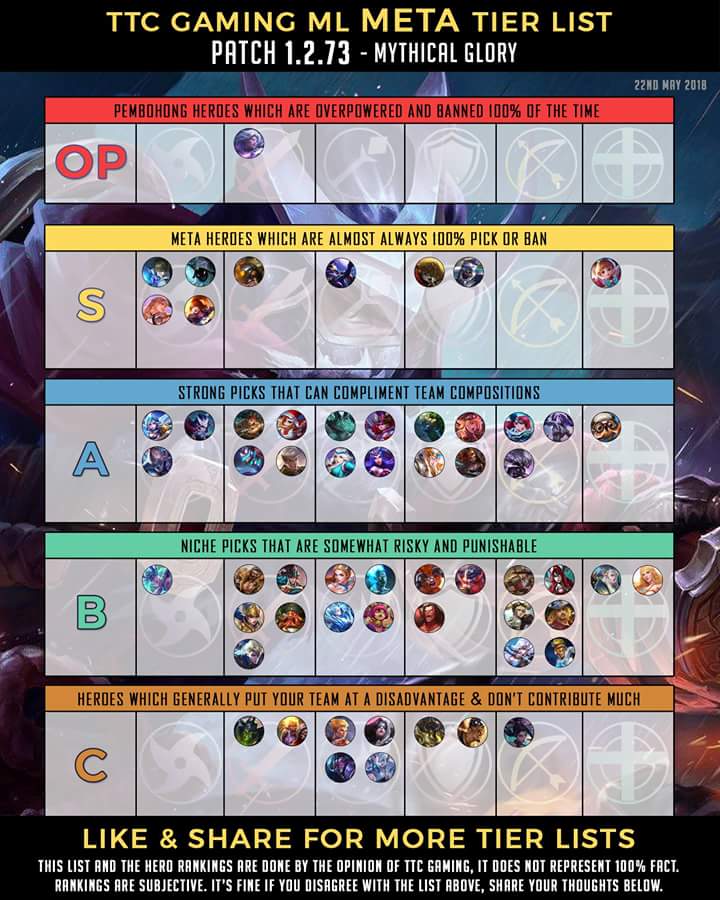 TTC GAMING ML META TIER LIST
PATCH 1.2.73 - MYTHICAL GLORY
22ND MAY 2018
PEMBOHONG HEROES WHICH ARE OVERPOWERED AND BANNED 100% OF THE TIME
OP
META HEROES WHICH ARE ALMOST ALWAYS 100% PICK OR BAN
S
STRONG PICKS THAT CAN COMPLIMENT TEAM COMPOSITIONS
A
NICHE PICKS THAT ARE SOMEWHAT RISKY AND PUNISHABLE
B
HEROES WHICH GENERALLY PUT YOUR TEAM AT A DISADVANTAGE & DON'T CONTRIBUTE MUCH
C
LIKE & SHARE FOR MORE TIER LISTS
THIS LIST AND THE HERO RANKINGS ARE DONE BY THE OPINION OF TTC GAMING, IT DOES NOT REPRESENT 100% FACT.
RANKINGS ARE SUBJECTIVE. IT'S FINE IF YOU DISAGREE WITH THE LIST ABOVE, SHARE YOUR THOUGHTS BELOW.